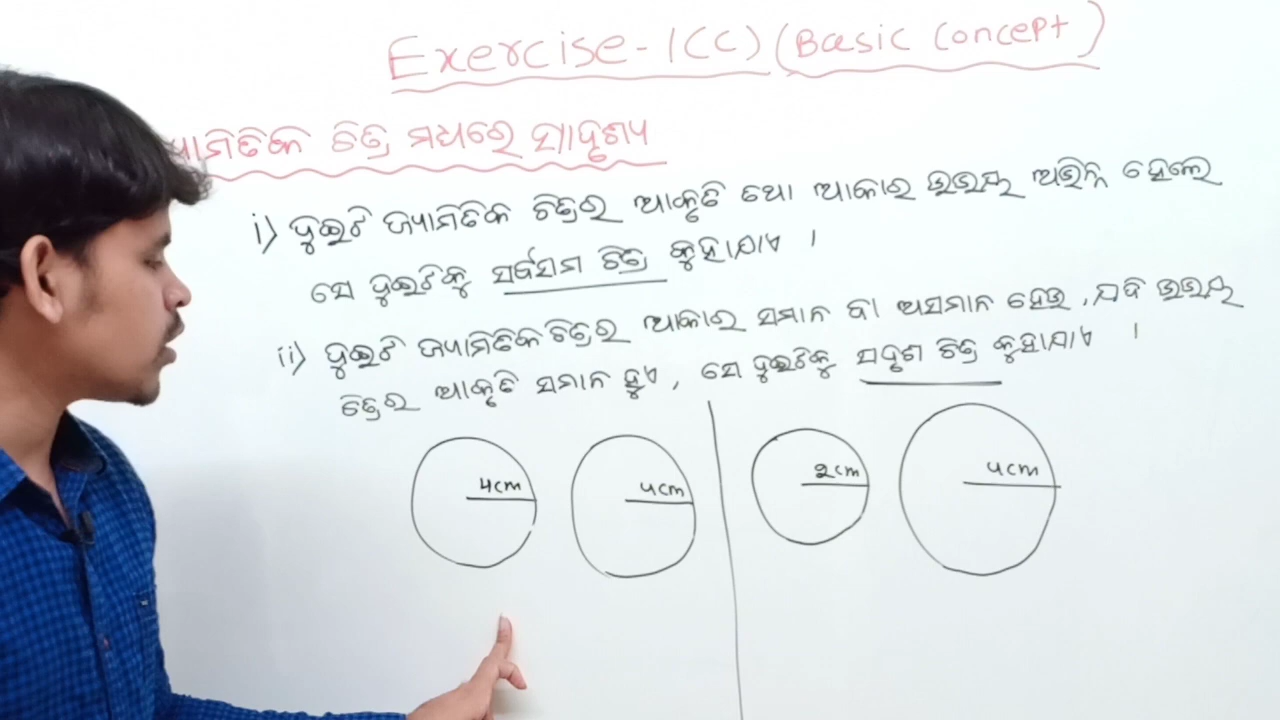 Exercise-1(C) (Basic Concept)
ଚିତ୍ର ମଧ୍ୟରେ ସାଦୃଶ୍ୟ
i) ଦୁଇଟି ଜ୍ୟାମିତିକ ଚିତ୍ରର ଆକୃତି ଓ ଆକାର ଉଭୟ ଅଭିନ୍ନ ହେଲେ
ସେ ଦୁଇଟିକୁ ସର୍ବସମ ଚିତ୍ର କୁହାଯାଏ ।
ii) ଦୁଇଟି ଜ୍ୟାମିତିକ ଚିତ୍ରର ଆକାର ସମାନ ବା ଅସମାନ ହେଉ, ଯଦି ଉଭୟ
ଚିତ୍ରର ଆକୃତି ସମାନ ହୁଏ, ସେ ଦୁଇଟିକୁ ସଦୃଶ ଚିତ୍ର କୁହାଯାଏ ।
4cm 4cm 2cm 4cm